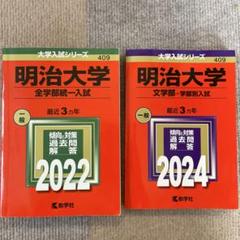 大学入試シリーズ
409
明治大学
全学部統一入試
一般
最近3カ年
傾向と対策
過去問
解答
2022
教学社
大学入試シリーズ
409
明治大学
文学部-学部別入試
一般
最近3カ年
傾向と対策
過去問
解答
2024
教学社